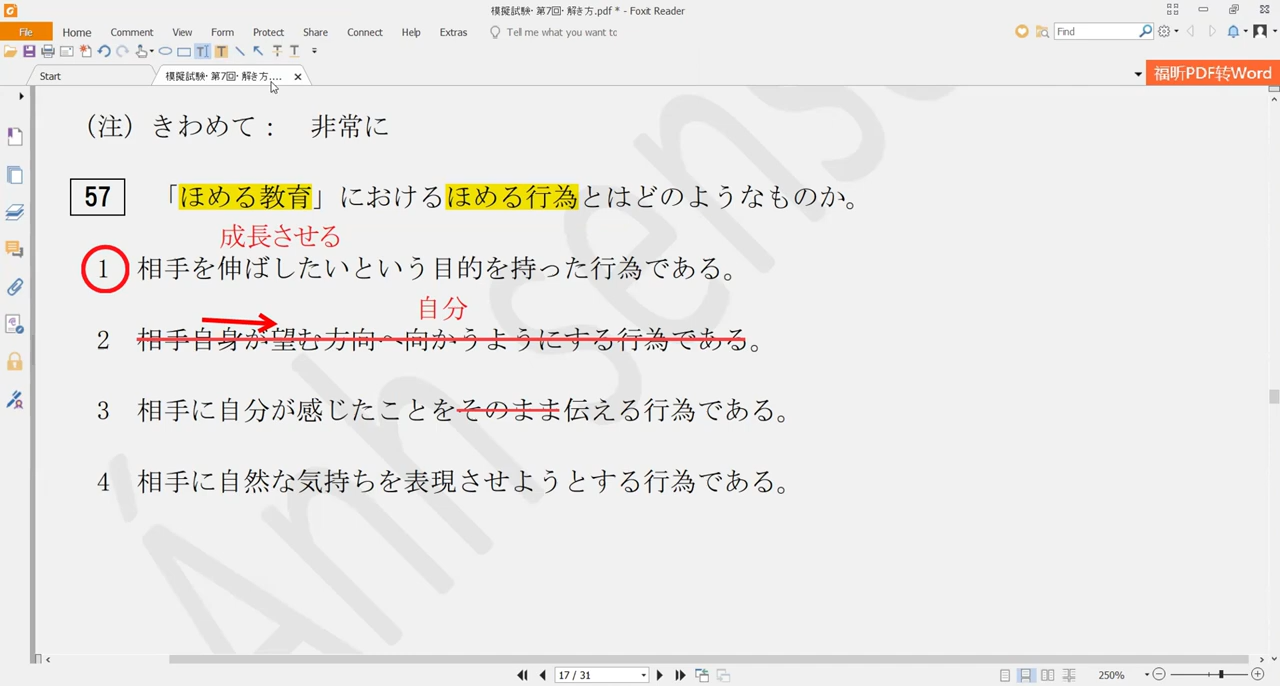 模擬試験・第7回・解き方.pdf * - Foxit Reader
File Home Comment View Form Protect Share Connect Help Extras Tell me what you want to Find
Start 模擬試験・第7回・解き方.... 福昕PDF转Word
（注）きわめて： 非常に
57 「ほめる教育」におけるほめる行為とはどのようなものか。
成長させる
1 相手を伸ばしたいという目的を持った行為である。
自分
2 相手自身が望む方向へ向かうようにする行為である。
3 相手に自分が感じたことをそのまま伝える行為である。
4 相手に自然な気持ちを表現させようとする行為である。
Ánh sense
17 / 31 250%